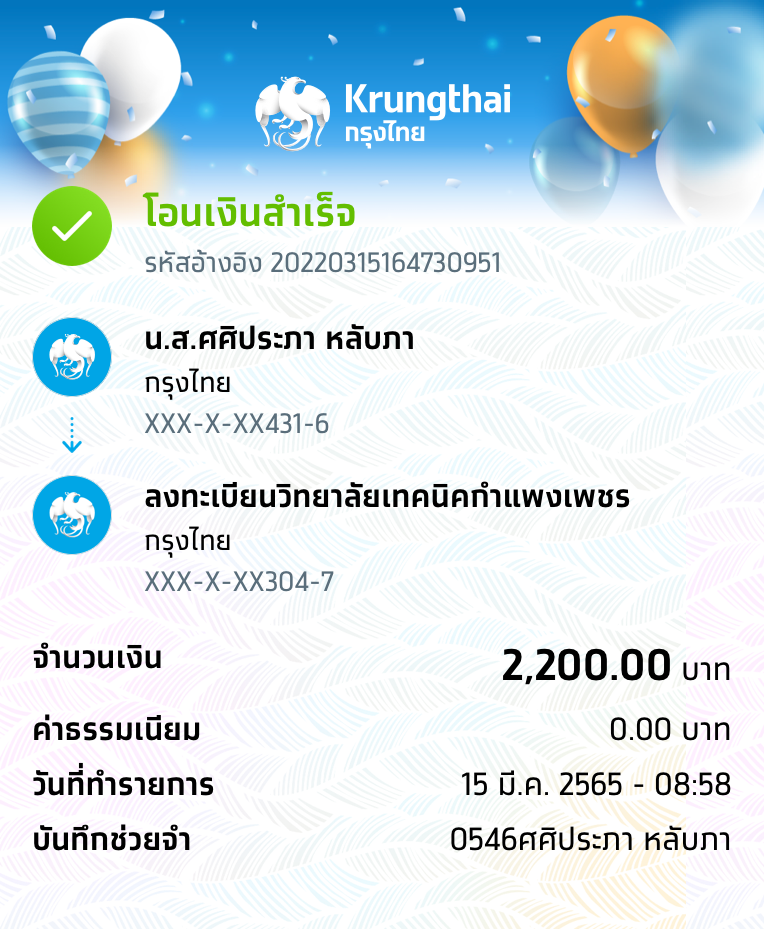 Krungthai
กรุงไทย
โอนเงินสำเร็จ
รหัสอ้างอิง 20220315164730951
น.ส.ศศิประภา หลับภา
กรุงไทย
XXX-X-XX431-6
ลงทะเบียนวิทยาลัยเทคนิคกำแพงเพชร
กรุงไทย
XXX-X-XX304-7
จำนวนเงิน 2,200.00 บาท
ค่าธรรมเนียม 0.00 บาท
วันที่ทำรายการ 15 มี.ค. 2565 - 08:58
บันทึกช่วยจำ 0546ศศิประภา หลับภา